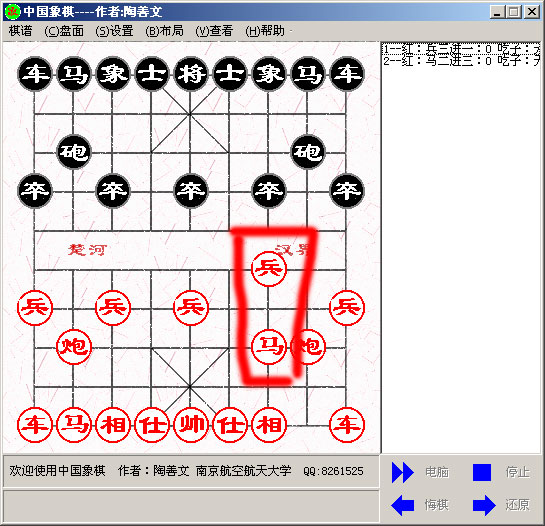 中国象棋----作者:陶善文
棋谱 (C)盘面 (S)设置 (B)布局 (V)查看 (H)帮助
1--红：兵三进一：0 吃子：
2--红：马二进三：0 吃子：
车 马 象 士 将 士 象 马 车
砲 砲
卒 卒 卒 卒 卒
楚河 汉界
兵
兵 兵 兵 兵
炮 马 炮
车 马 相 仕 帅 仕 相 车
欢迎使用中国象棋 作者：陶善文 南京航空航天大学 QQ:8261525
电脑 停止
悔棋 还原